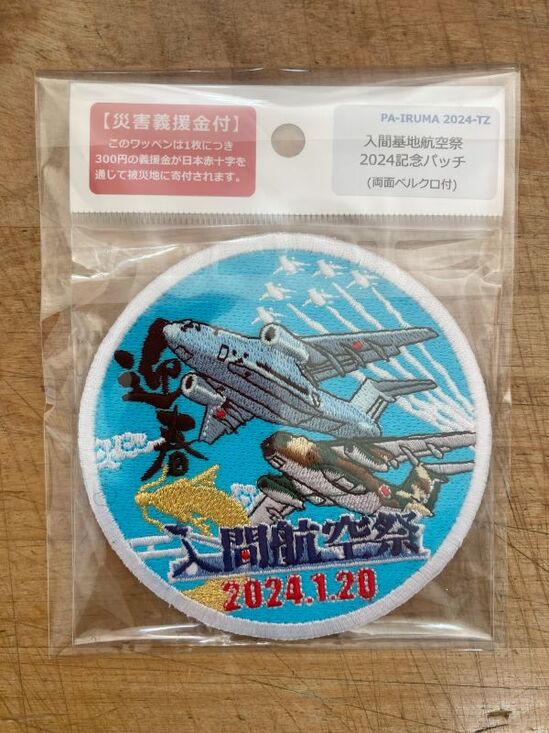 【災害義援金付】
このワッペンは1枚につき
300円の義援金が日本赤十字を
通じて被災地に寄付されます。
PA-IRUMA 2024-TZ
入間基地航空祭
2024記念パッチ
(両面ベルクロ付)
迎春
入間航空祭
2024.1.20